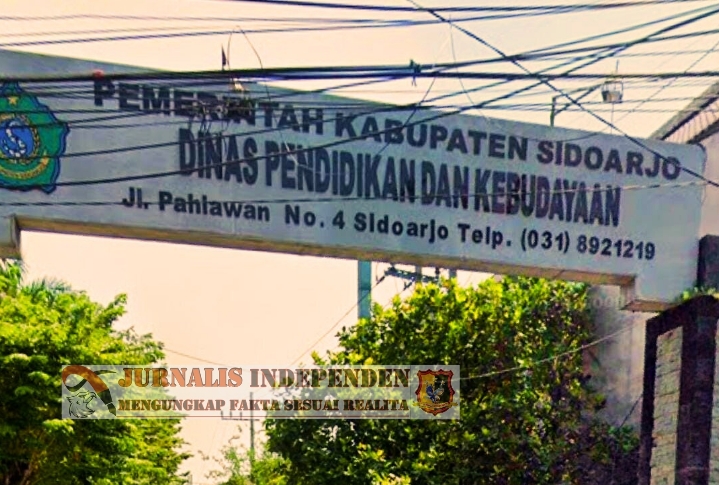 PEMERINTAH KABUPATEN SIDOARJO
DINAS PENDIDIKAN DAN KEBUDAYAAN
Jl. Pahlawan No. 4 Sidoarjo Telp. (031) 8921219
JURNALIS INDEPENDEN
MENGUNGKAP FAKTA SESUAI REALITA